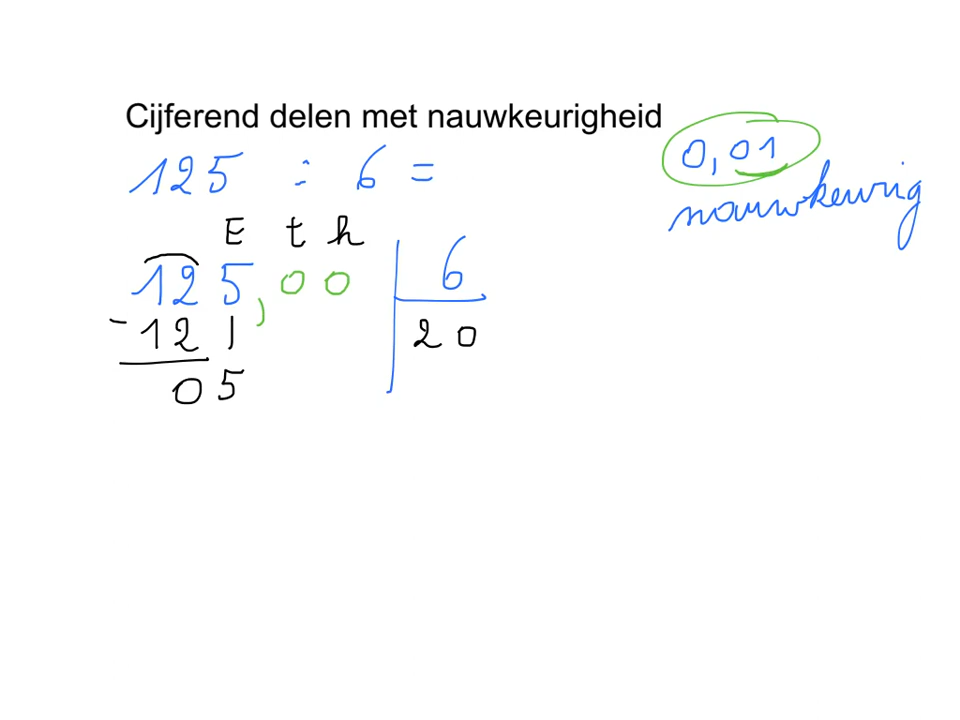 Cijferend delen met nauwkeurigheid
0,01
125 : 6 =
nauwkeurig
E t h
125,00 6
- 12 20
05